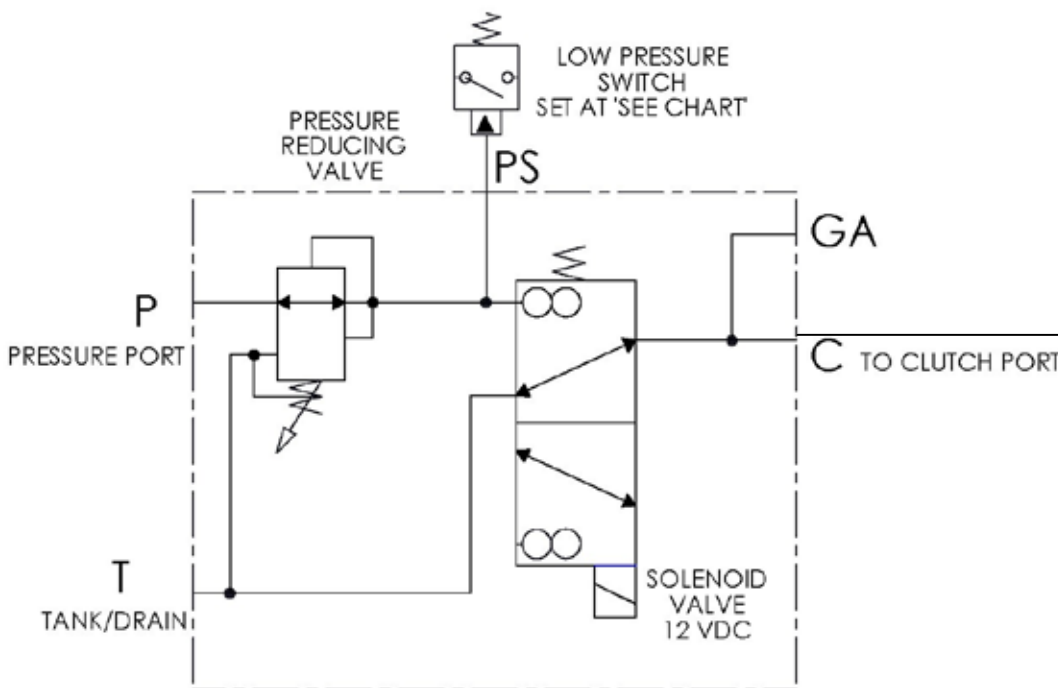 LOW PRESSURE
SWITCH
SET AT 'SEE CHART'
PRESSURE
REDUCING
VALVE
PS
GA
P
PRESSURE PORT
C TO CLUTCH PORT
T
TANK/DRAIN
SOLENOID
VALVE
12 VDC